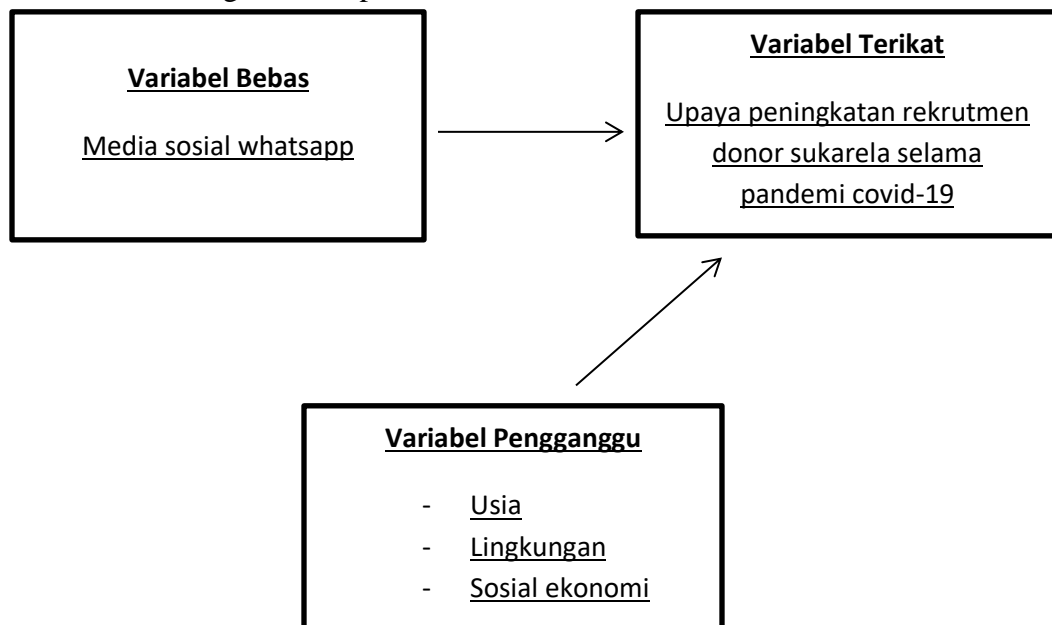 Variabel Bebas
Media sosial whatsapp
Variabel Terikat
Upaya peningkatan rekrutmen
donor sukarela selama
pandemi covid-19
Variabel Pengganggu
- Usia
- Lingkungan
- Sosial ekonomi